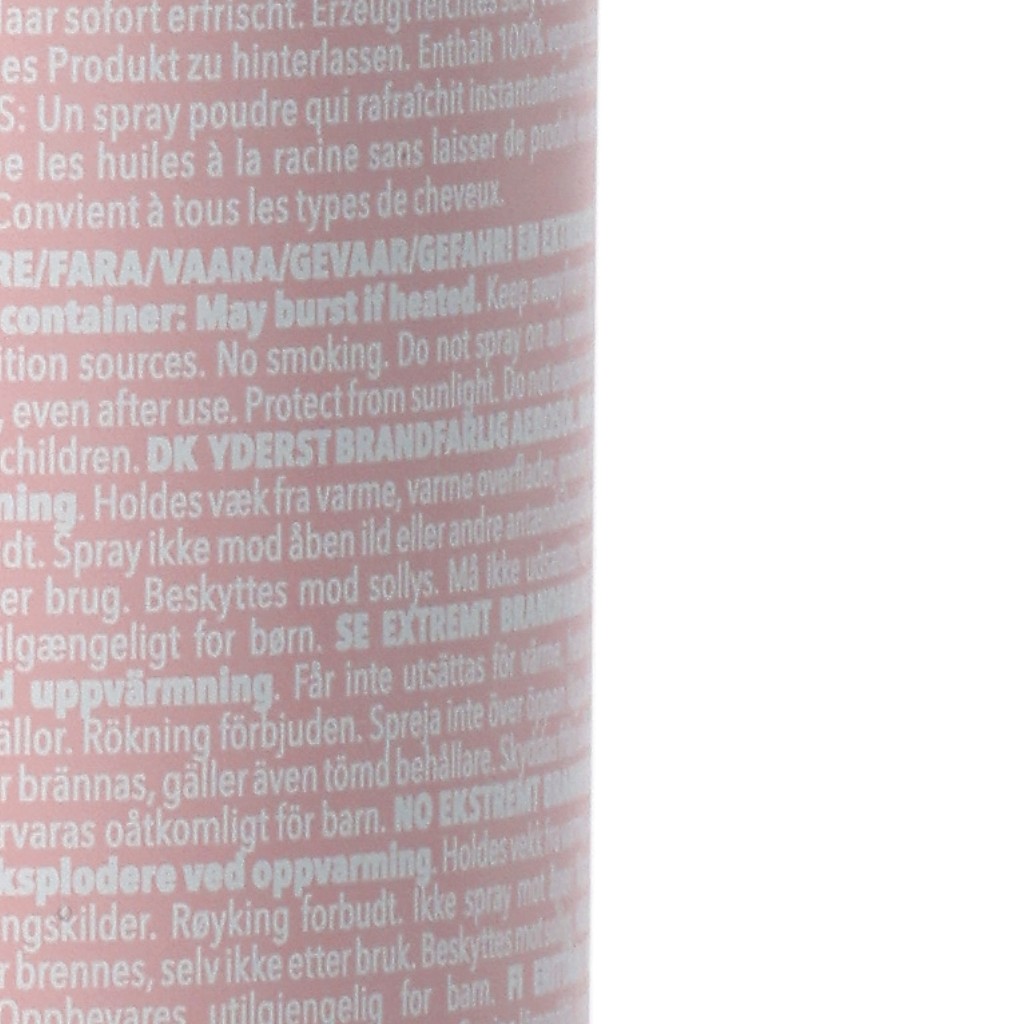 sofort erfrischt. Erzeugt
es Produkt zu hinterlassen. Enthält 100%
S: Un spray poudre qui rafraîchit
les huiles à la racine sans laisser de
Convient à tous les types de cheveux.
RE/FARA/VAARA/GEVAAR/GEFAHR! EN
container: May burst if heated. Keep
ition sources. No smoking. Do not spray on an
, even after use. Protect from sunlight. Do not
children. DK YDERST BRANDFARLIG AEROSOL.
ning. Holdes væk fra varme, varme overflader,
dt. Spray ikke mod åben ild eller andre
er brug. Beskyttes mod sollys. Må ikke
ilgængeligt for børn. SE EXTREMT
d uppvärmning. Får inte utsättas för värme,
ällor. Rökning förbjuden. Spreja inte över öppen
r brännas, gäller även tömd behållare.
rvaras oåtkomligt för barn. NO EKSTREMT
ksplodere ved oppvarming. Holdes vekk fra
ngskilder. Røyking forbudt. Ikke spray mot
r brennes, selv ikke etter bruk. Beskyttes mot
Oppbevares utilgjengelig for barn. FI